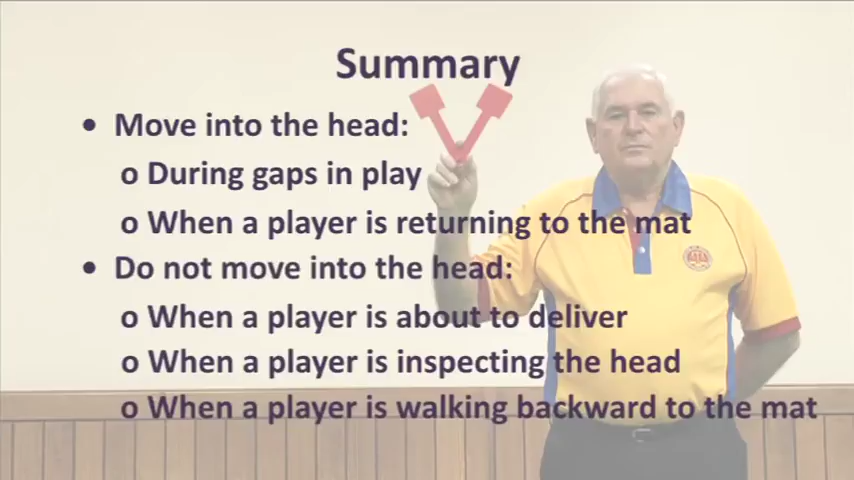 Summary
• Move into the head:
o During gaps in play
o When a player is returning to the mat
• Do not move into the head:
o When a player is about to deliver
o When a player is inspecting the head
o When a player is walking backward to the mat